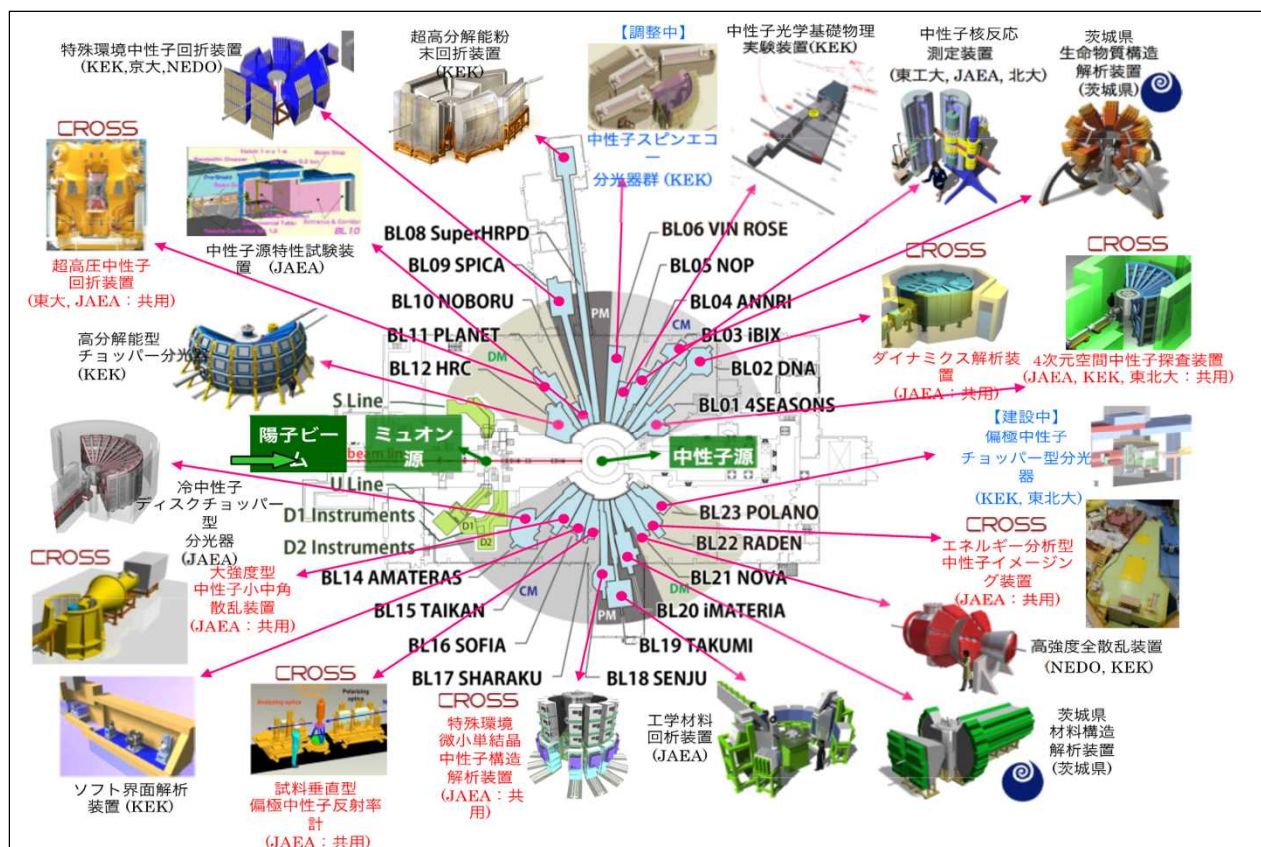 特殊環境中性子回折装置
(KEK,京大,NEDO)
超高分解能粉
末回折装置
(KEK)
【調整中】
中性子スピンエコー
分光器群 (KEK)
中性子光学基礎物理
実験装置(KEK)
中性子核反応
測定装置
(東工大, JAEA, 北大)
茨城県
生命物質構造
解析装置
(茨城県)
CROSS
超高圧中性子
回折装置
(東大, JAEA：共用)
BL10
中性子源特性試験装
置 (JAEA)
高分解能型
チョッパー分光器
(KEK)
BL08 SuperHRPD
BL09 SPICA
BL10 NOBORU
BL11 PLANET
BL12 HRC
BL06 VIN ROSE
BL05 NOP
BL04 ANNRI
BL03 iBIX
BL02 DNA
BL01 4SEASONS
PM
CM
DM
CROSS
ダイナミクス解析装
置
(JAEA：共用)
CROSS
4次元空間中性子探査装置
(JAEA, KEK, 東北大：共用)
S Line
陽子ビー
ム
beam line
ミュオン
源
中性子源
U Line
D1 Instruments
D2 Instruments
D1
D2
【建設中】
偏極中性子
チョッパー型分光
器
(KEK, 東北大)
冷中性子
ディスクチョッパー
型
分光器
(JAEA)
BL14 AMATERAS
BL15 TAIKAN
BL16 SOFIA
BL17 SHARAKU
BL18 SENJU
BL19 TAKUMI
BL20 iMATERIA
BL21 NOVA
BL22 RADEN
BL23 POLANO
CM
PM
DM
CROSS
大強度型
中性子小中角
散乱装置
(JAEA：共用)
CROSS
エネルギー分析型
中性子イメージン
グ装置
(JAEA：共用)
高強度全散乱装置
(NEDO, KEK)
ソフト界面解析
装置 (KEK)
CROSS
Analyzing optics
Polarizing optics
試料垂直型
偏極中性子反射率
計
(JAEA：共用)
CROSS
特殊環境
微小単結晶
中性子構造
解析装置
(JAEA：共
用)
工学材料
回析装置
(JAEA)
茨城県
材料構造
解析装置
(茨城県)